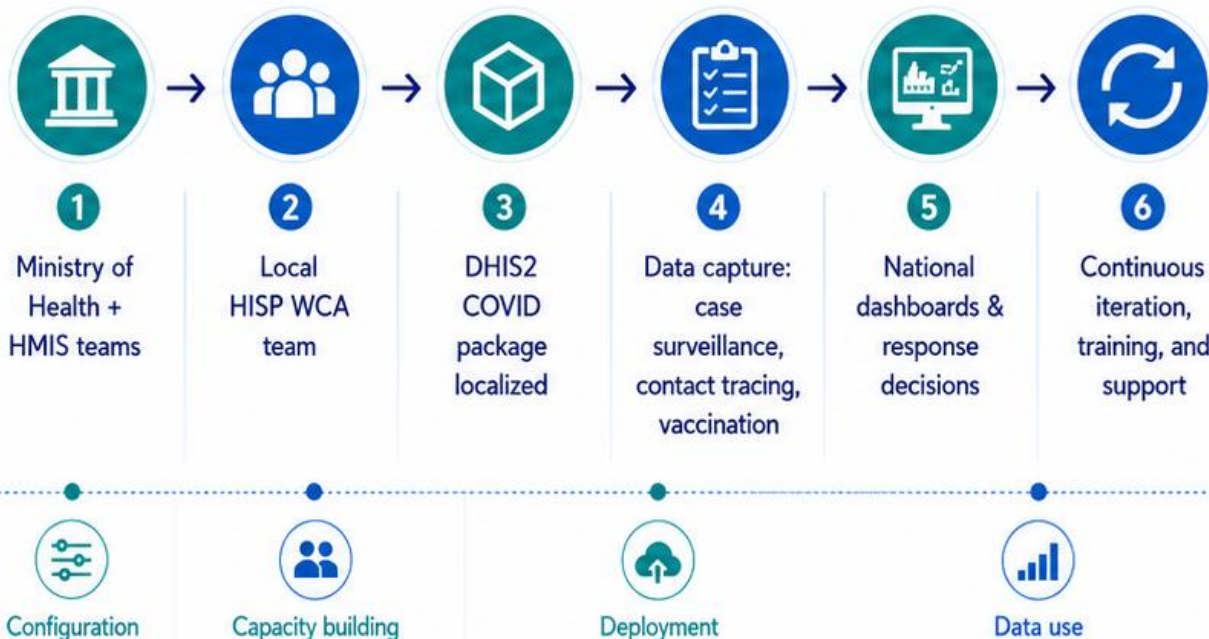 1
Ministry of
Health +
HMIS teams
2
Local
HISP WCA
team
3
DHIS2
COVID
package
localized
4
Data capture:
case
surveillance,
contact tracing,
vaccination
5
National
dashboards &
response
decisions
6
Continuous
iteration,
training, and
support
Configuration
Capacity building
Deployment
Data use